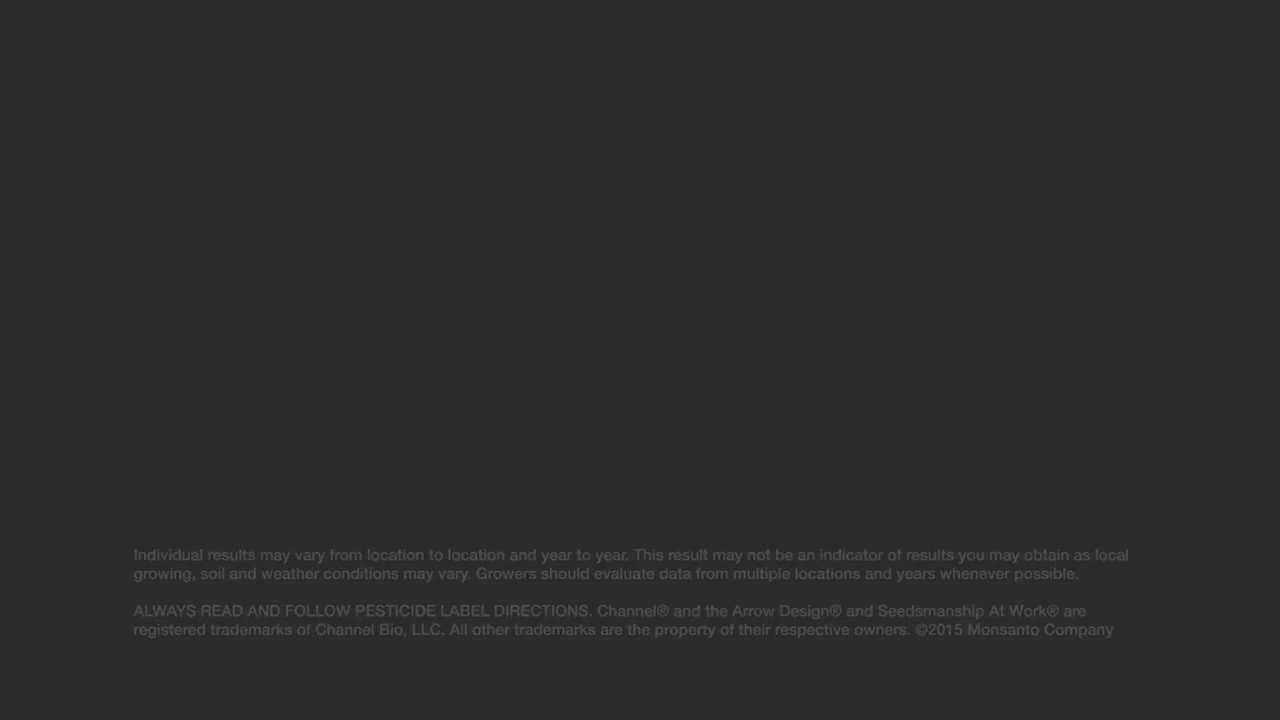 Individual results may vary from location to location and year to year. This result may not be an indicator of results you may obtain as local
growing, soil and weather conditions may vary. Growers should evaluate data from multiple locations and years whenever possible.
ALWAYS READ AND FOLLOW PESTICIDE LABEL DIRECTIONS. Channel® and the Arrow Design® and Seedsmanship At Work® are
registered trademarks of Channel Bio, LLC. All other trademarks are the property of their respective owners. ©2015 Monsanto Company